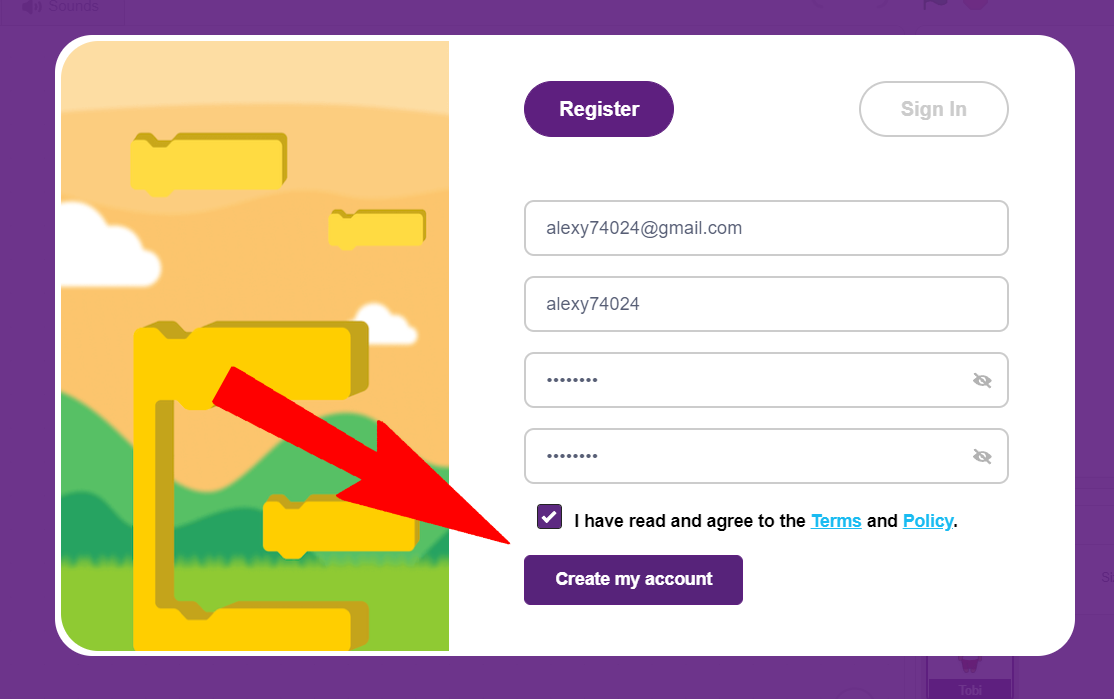 Sounds
Register
Sign In
alexy74024@gmail.com
alexy74024
••••••••
••••••••
I have read and agree to the Terms and Policy.
Create my account
Tobi